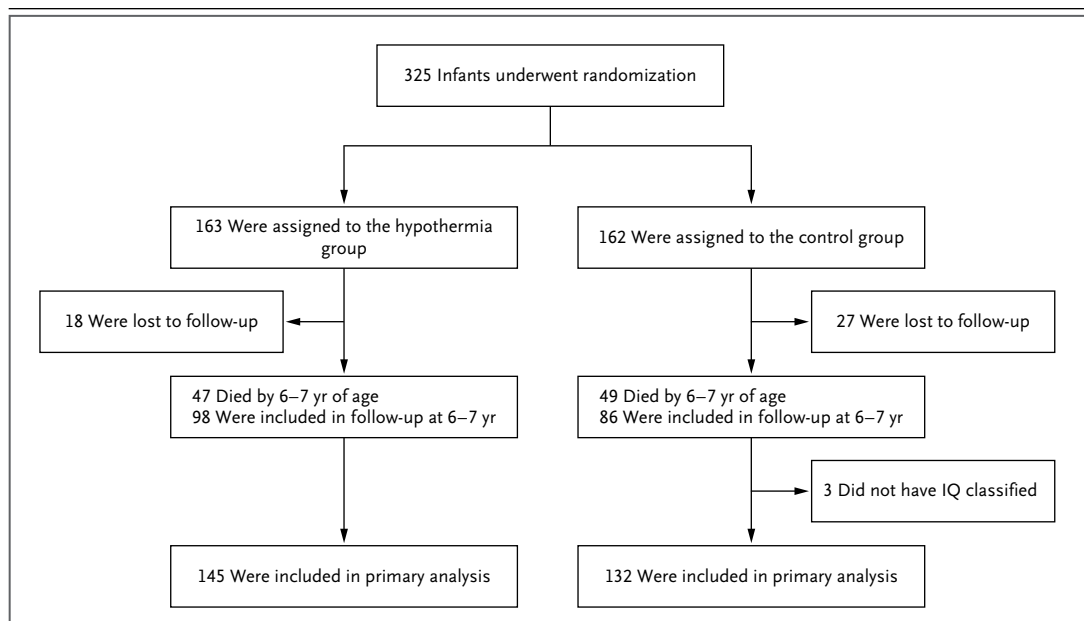 325 Infants underwent randomization
163 Were assigned to the hypothermia
group
162 Were assigned to the control group
18 Were lost to follow-up
27 Were lost to follow-up
47 Died by 6–7 yr of age
98 Were included in follow-up at 6–7 yr
49 Died by 6–7 yr of age
86 Were included in follow-up at 6–7 yr
3 Did not have IQ classified
145 Were included in primary analysis
132 Were included in primary analysis